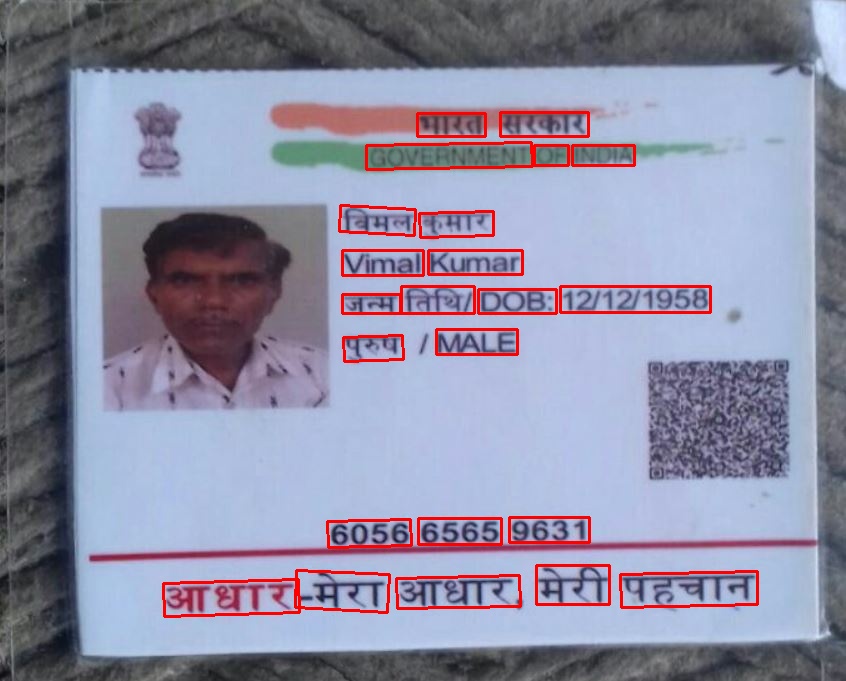 भारत सरकार
GOVERNMENT OF INDIA
बिमल कुमार
Vimal Kumar
जन्म तिथि/ DOB: 12/12/1958
पुरुष / MALE
6056 6565 9631
आधार-मेरा आधार, मेरी पहचान